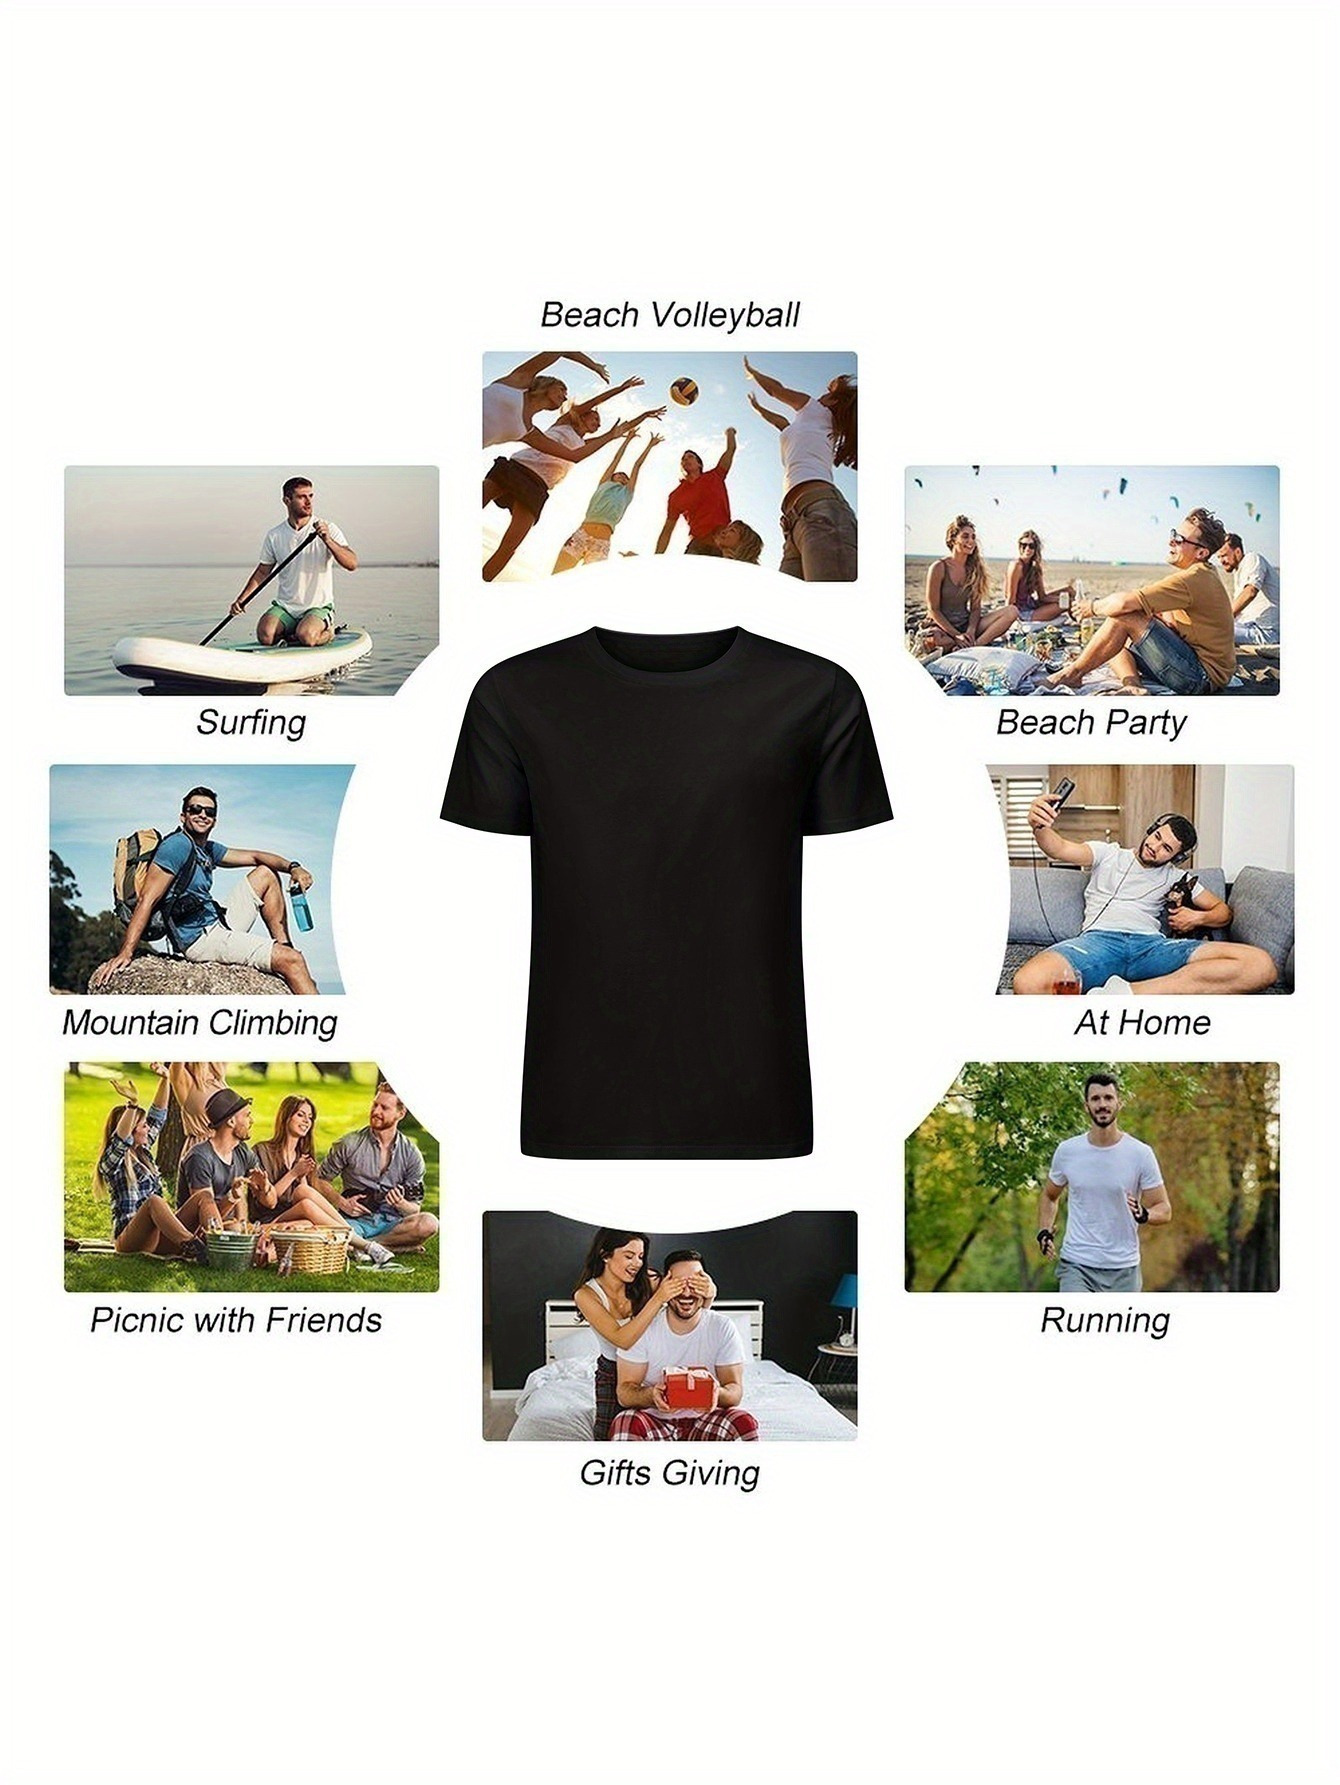 Beach Volleyball
Surfing
Beach Party
Mountain Climbing
At Home
Picnic with Friends
Running
Gifts Giving